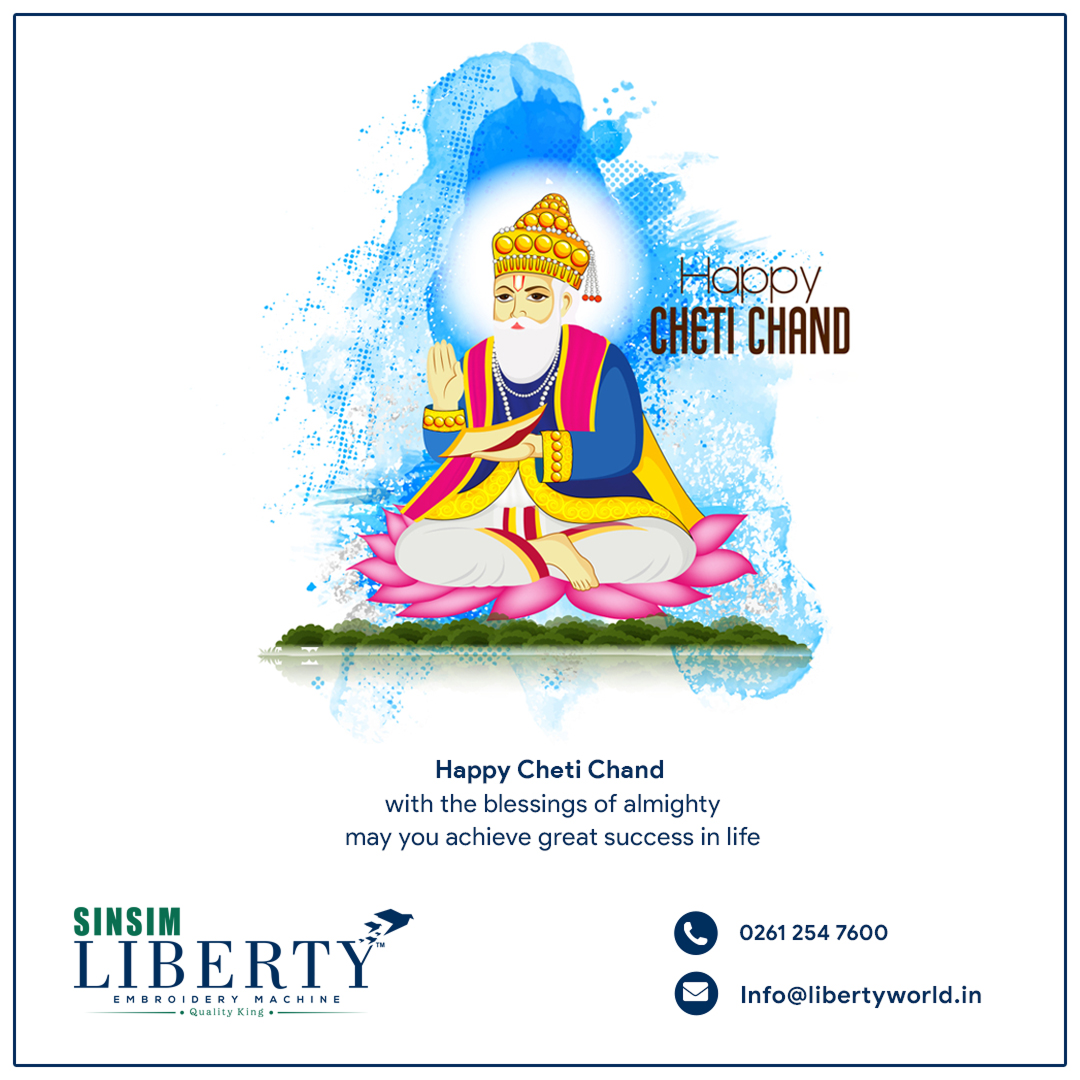 Happy
CHETI CHAND
Happy Cheti Chand
with the blessings of almighty
may you achieve great success in life
SINSIM
LIBERTY™
EMBROIDERY MACHINE
• Quality King •
0261 254 7600
Info@libertyworld.in